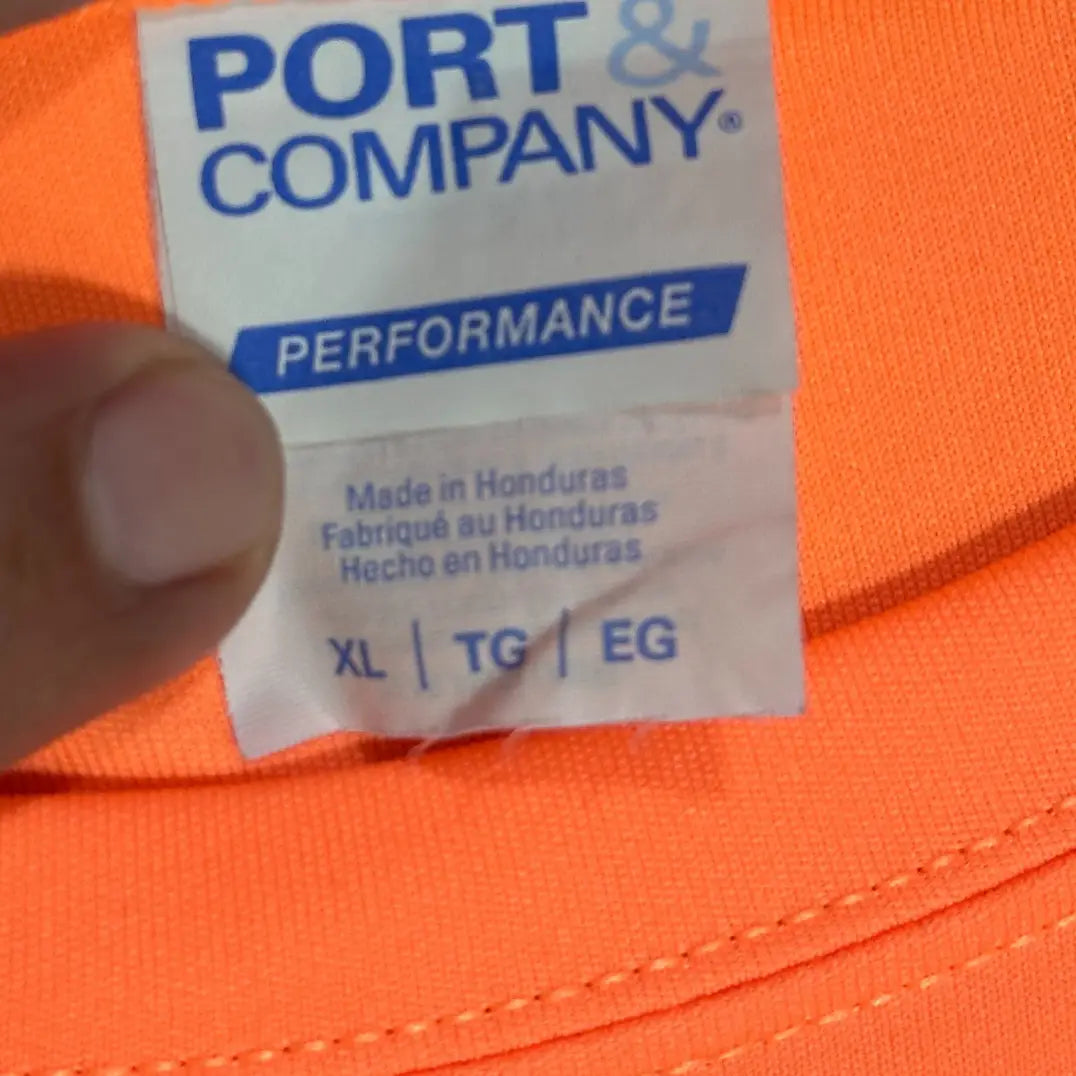 PORT &
COMPANY®
PERFORMANCE
Made in Honduras
Fabriqué au Honduras
Hecho en Honduras
XL | TG | EG